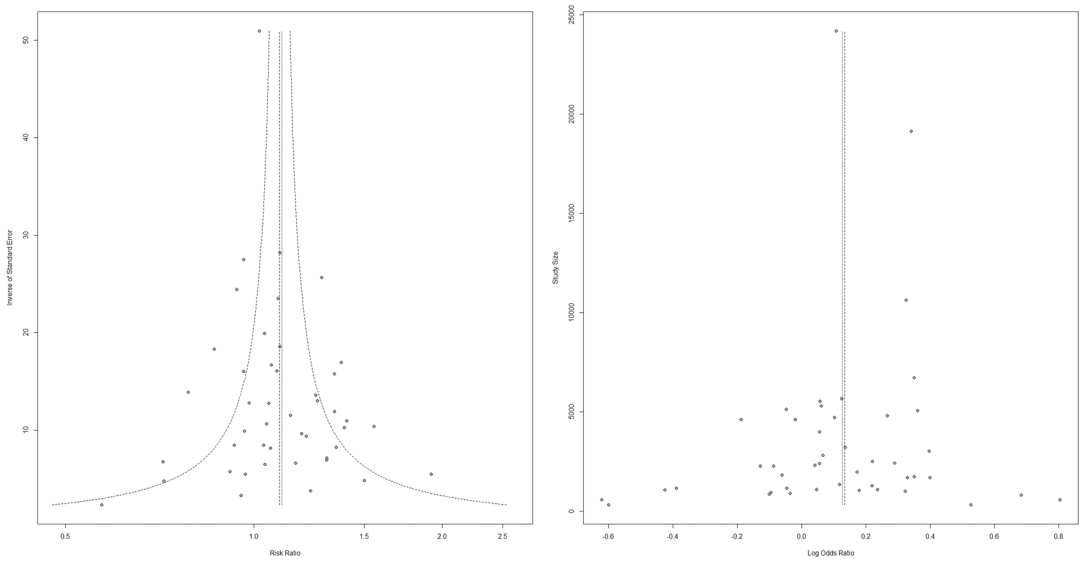 50
40
30
20
10
Inverse of Standard Error
0.5 1.0 1.5 2.0 2.5
Risk Ratio
25000
20000
15000
10000
5000
0
Study Size
-0.6 -0.4 -0.2 0.0 0.2 0.4 0.6 0.8
Log Odds Ratio